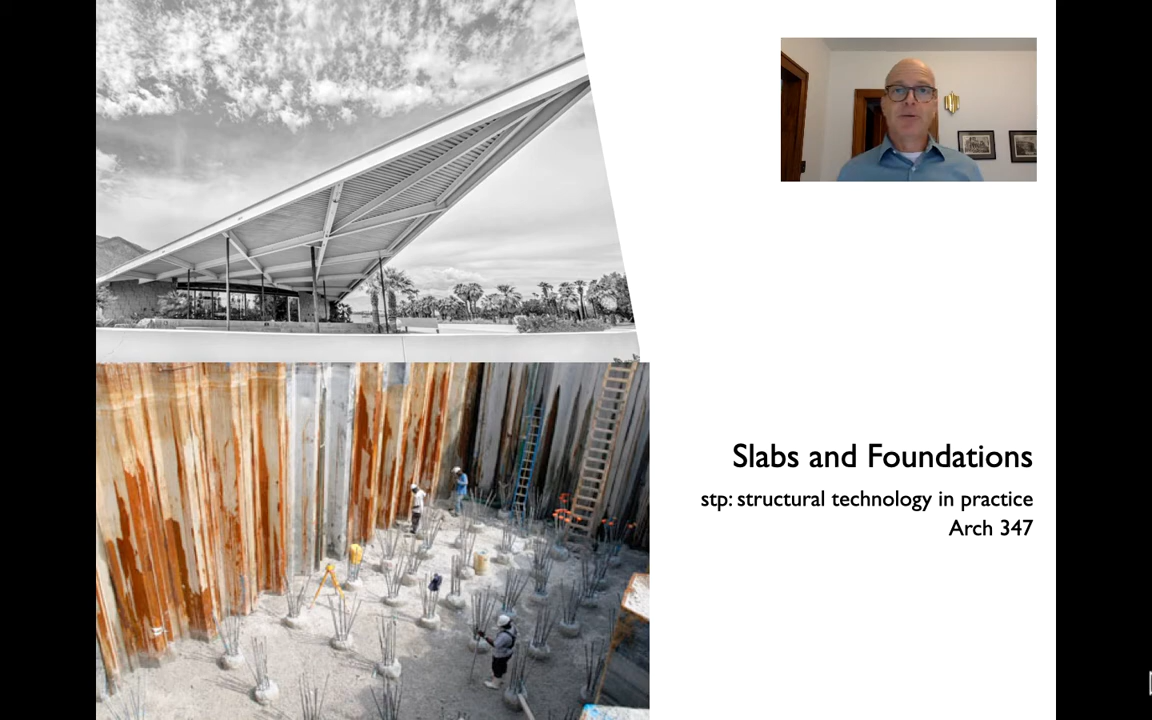 Slabs and Foundations
stp: structural technology in practice
Arch 347